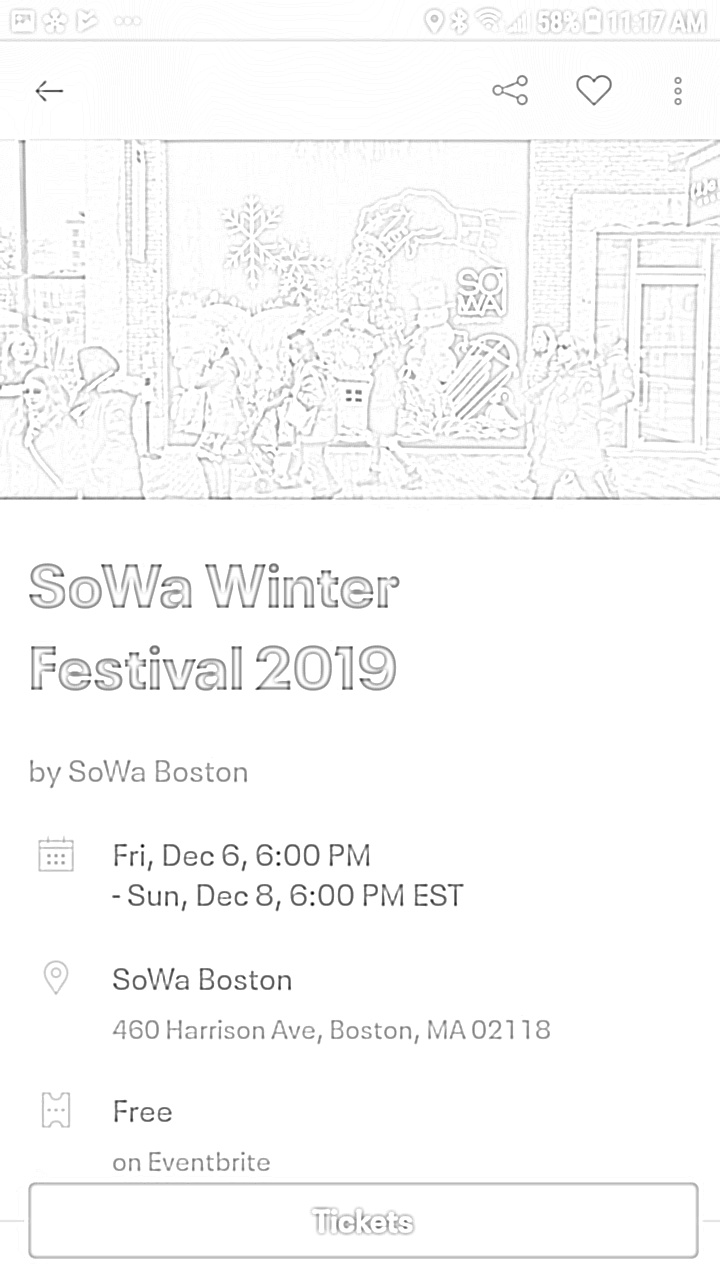 58% 11:17 AM
SO
WA
SoWa Winter
Festival 2019
by SoWa Boston
Fri, Dec 6, 6:00 PM
- Sun, Dec 8, 6:00 PM EST
SoWa Boston
460 Harrison Ave, Boston, MA 02118
Free
on Eventbrite
Tickets